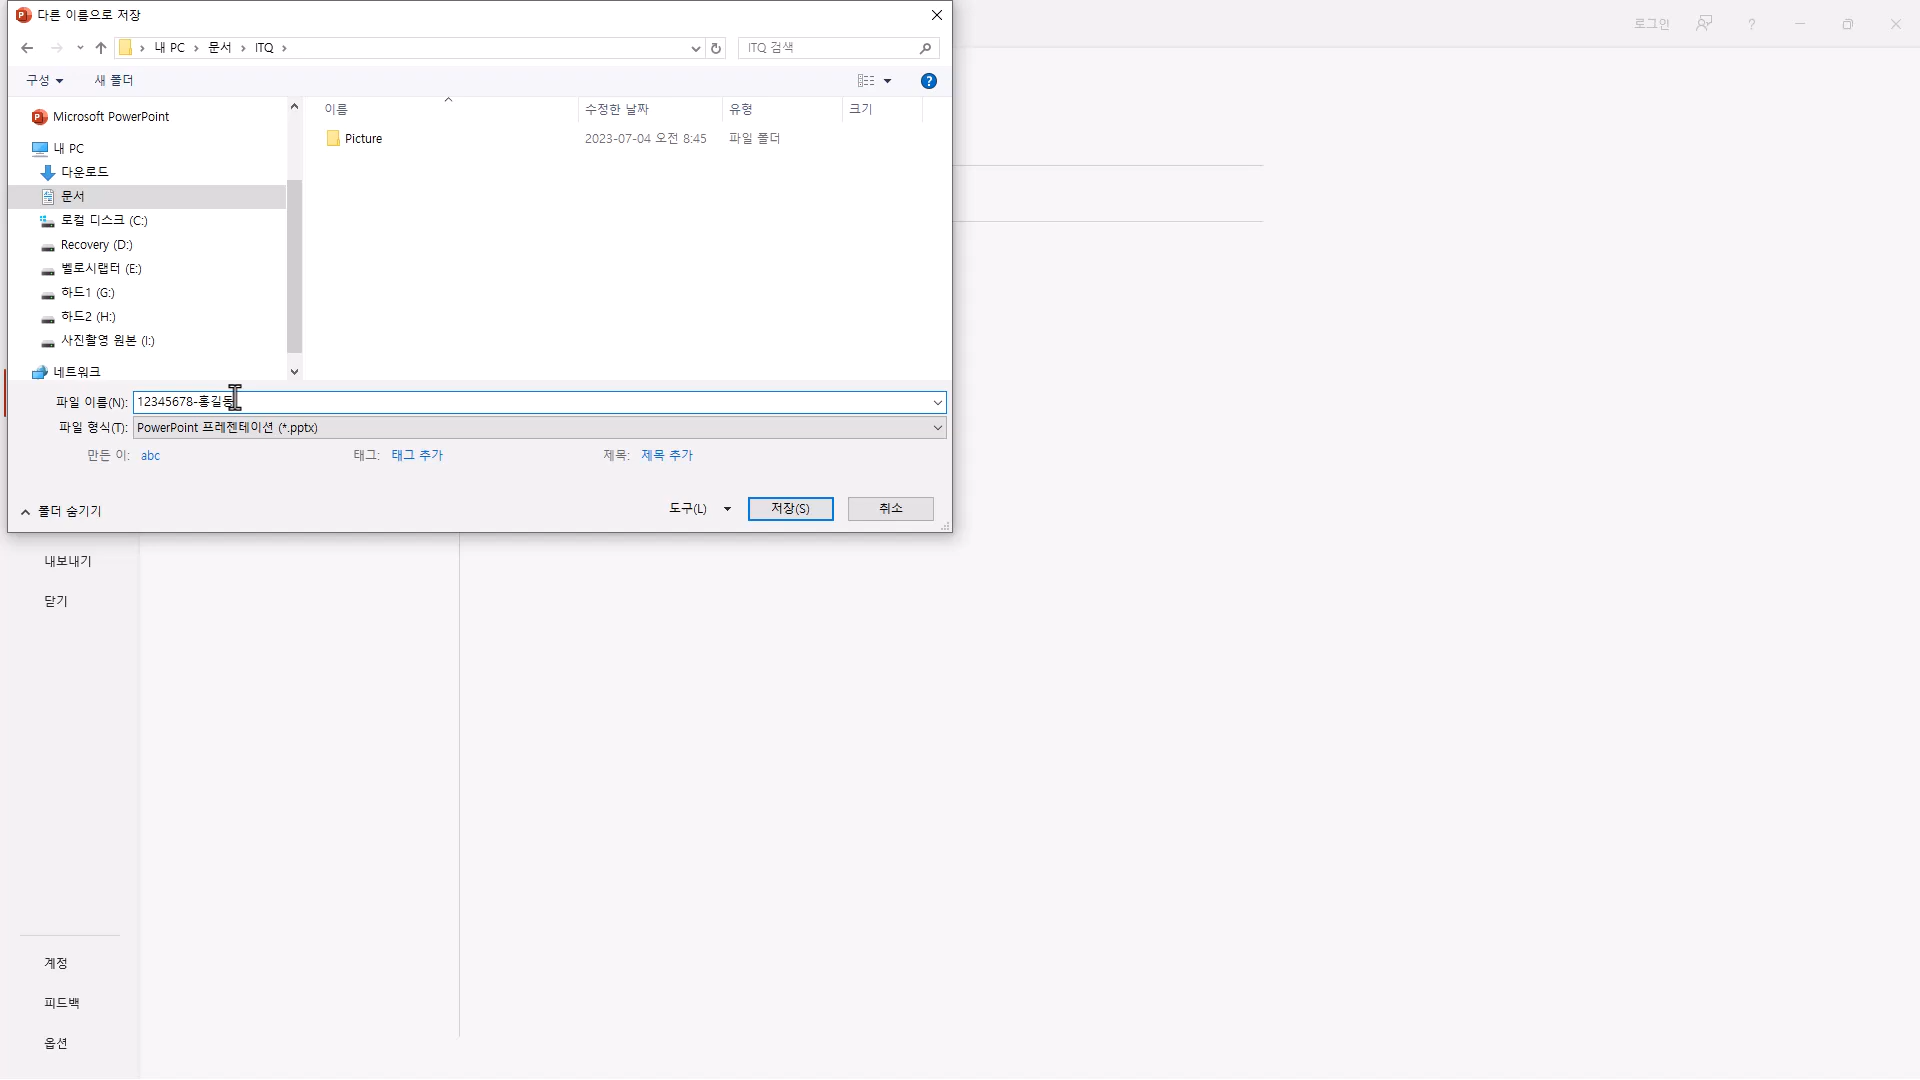 다른 이름으로 저장
로그인
내 PC
문서
ITQ
ITQ 검색
구성
새 폴더
이름
수정한 날짜
유형
크기
Microsoft PowerPoint
Picture
2023-07-04 오전 8:45
파일 폴더
내 PC
다운로드
문서
로컬 디스크 (C:)
Recovery (D:)
벨로시랩터 (E:)
하드1 (G:)
하드2 (H:)
사진촬영 원본 (I:)
네트워크
파일 이름(N): 12345678-홍길동
파일 형식(T): PowerPoint 프레젠테이션 (*.pptx)
만든 이: abc
태그: 태그 추가
제목: 제목 추가
폴더 숨기기
도구(L)
저장(S)
취소
내보내기
닫기
계정
피드백
옵션